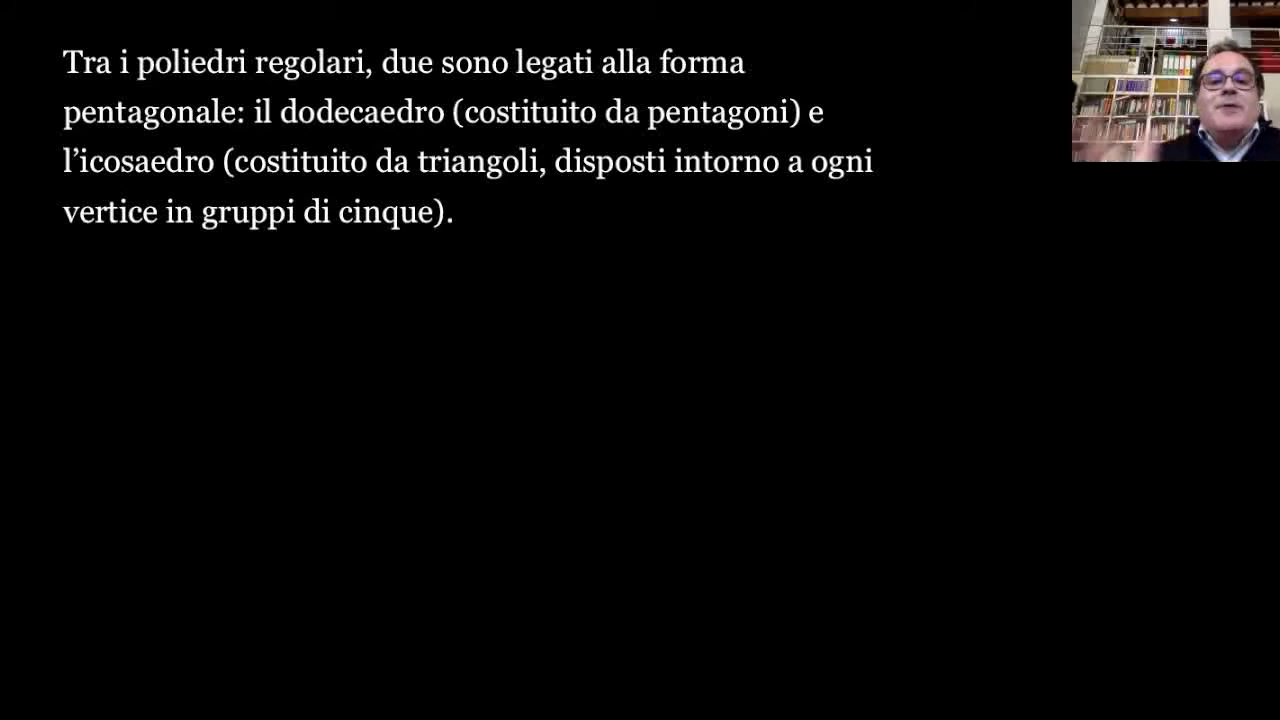 Tra i poliedri regolari, due sono legati alla forma
pentagonale: il dodecaedro (costituito da pentagoni) e
l’icosaedro (costituito da triangoli, disposti intorno a ogni
vertice in gruppi di cinque).